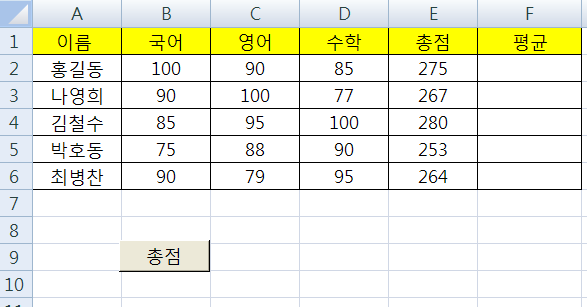 A B C D E F
1 이름 국어 영어 수학 총점 평균
2 홍길동 100 90 85 275
3 나영희 90 100 77 267
4 김철수 85 95 100 280
5 박호동 75 88 90 253
6 최병찬 90 79 95 264
7
8
9 총점
10